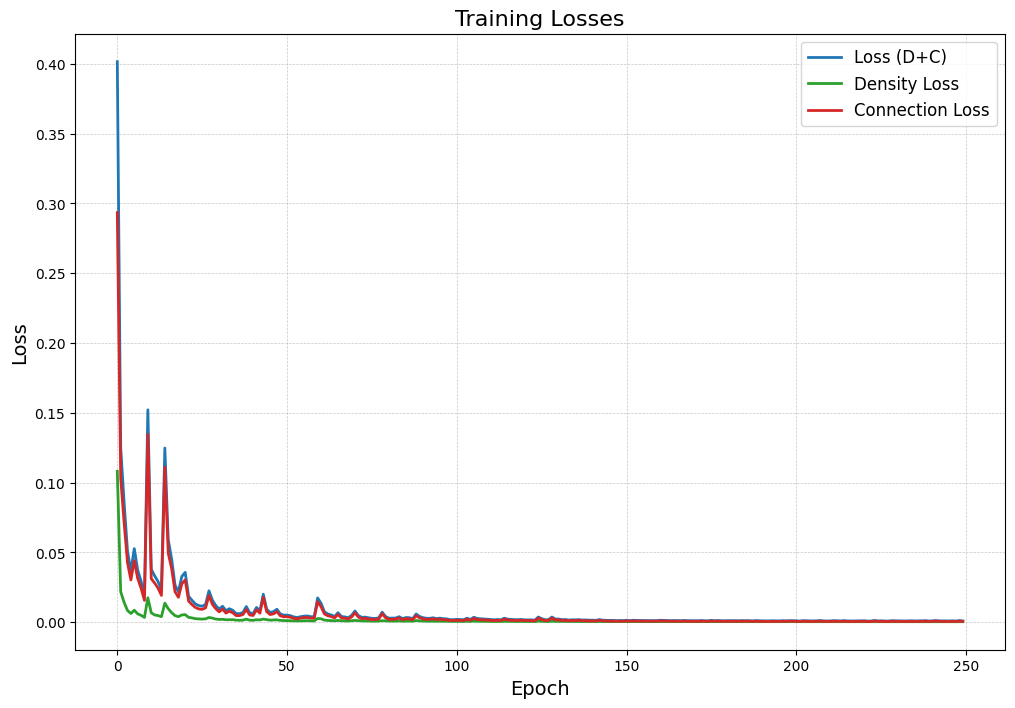 Training Losses
Loss (D+C)
Density Loss
Connection Loss
Loss
0.40
0.35
0.30
0.25
0.20
0.15
0.10
0.05
0.00
0 50 100 150 200 250
Epoch